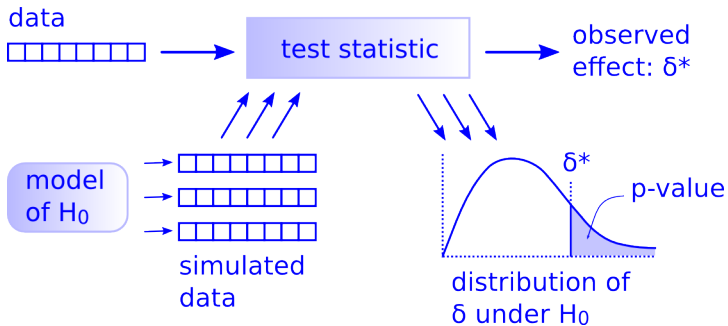 data
test statistic
observed
effect: δ*
model
of H₀
simulated
data
δ*
p-value
distribution of
δ under H₀